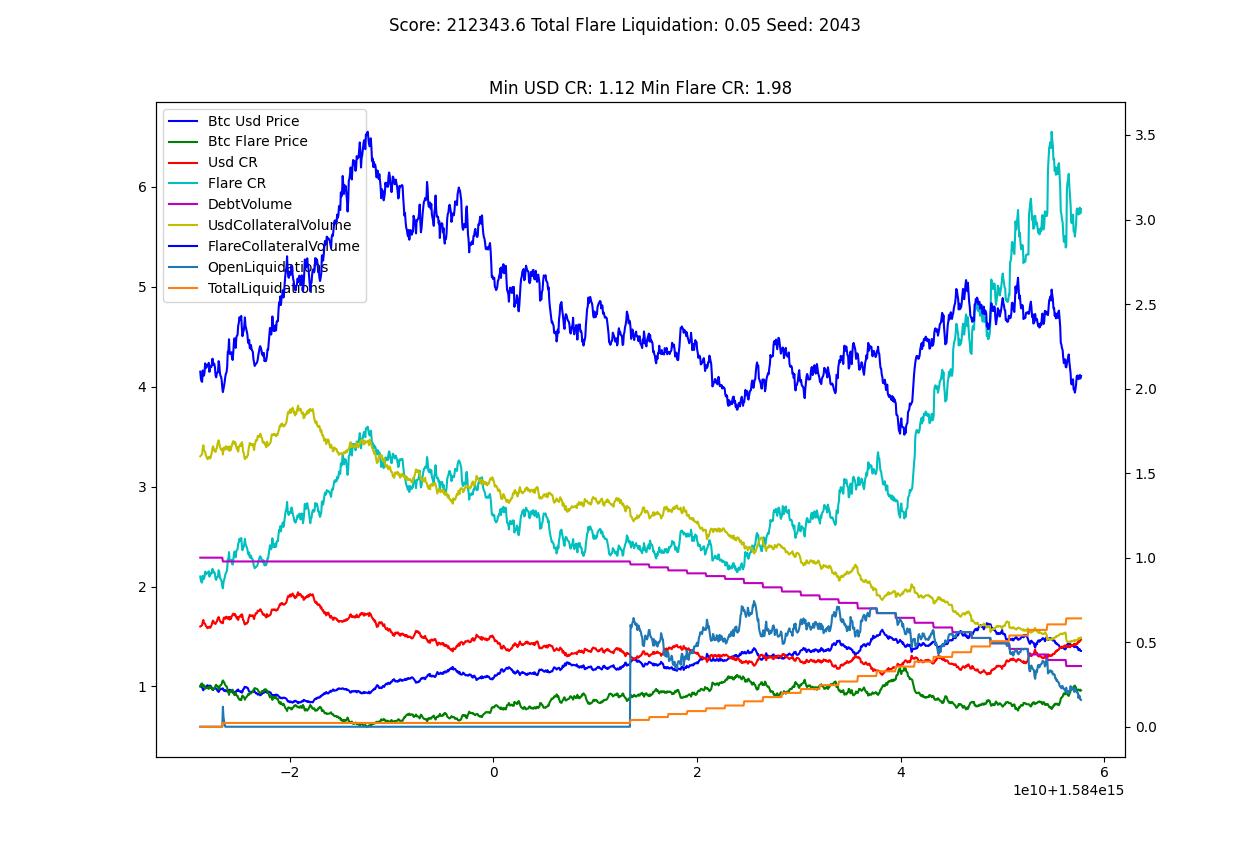 Score: 212343.6 Total Flare Liquidation: 0.05 Seed: 2043
Min USD CR: 1.12 Min Flare CR: 1.98
Btc Usd Price
Btc Flare Price
Usd CR
Flare CR
DebtVolume
UsdCollateralVolume
FlareCollateralVolume
OpenLiquidations
TotalLiquidations
6
5
4
3
2
1
3.5
3.0
2.5
2.0
1.5
1.0
0.5
0.0
−2
0
2
4
6
1e10+1.584e15